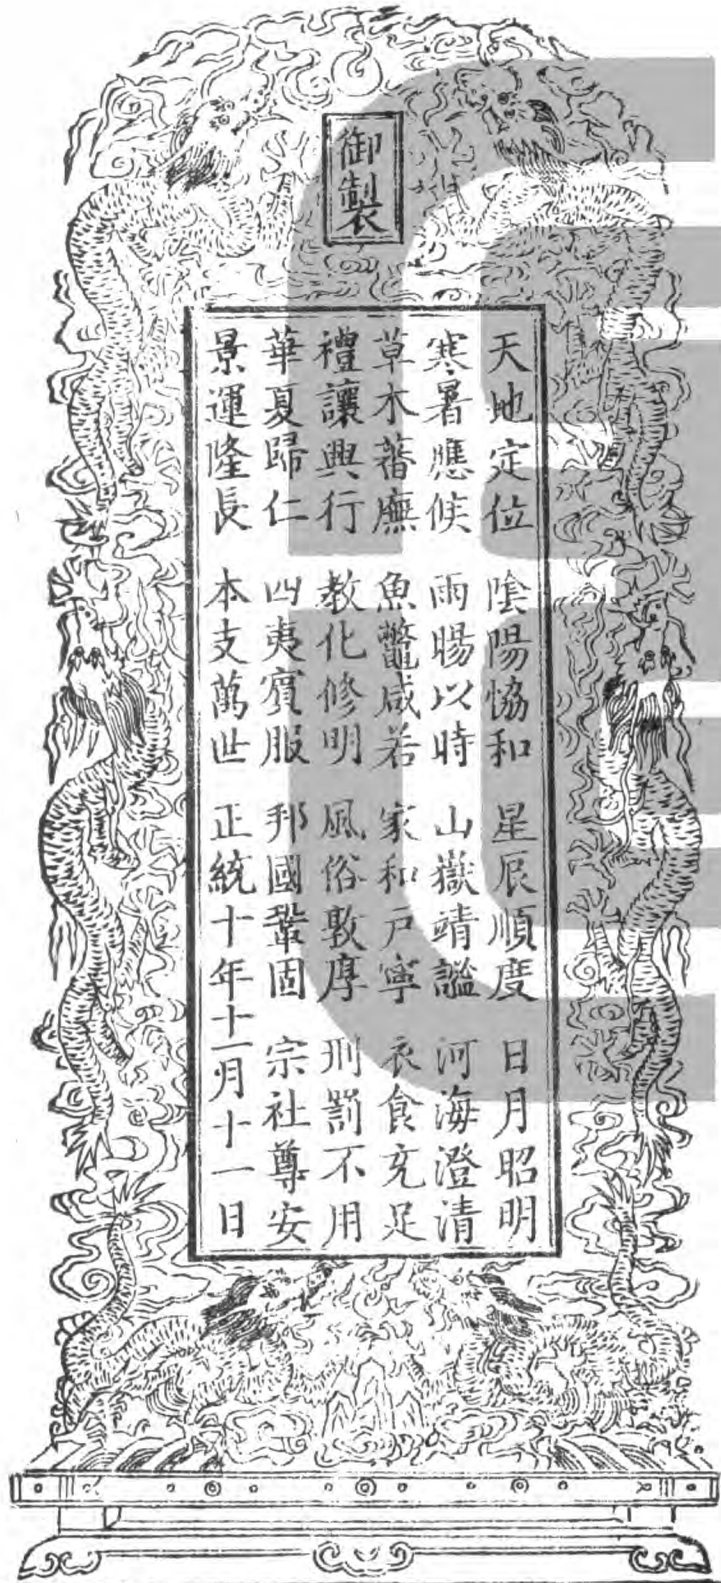 御製
天地定位 陰陽恊和 星辰順度 日月昭明
寒暑應候 雨暘以時 山嶽靖謐 河海澄清
草木蕃廡 魚鼈咸若 家和戸寧 衣食充足
禮讓興行 教化修明 風俗敦厚 刑罰不用
華夏歸仁 四夷賓服 邦國鞏固 宗社尊安
景運隆長 本支萬世 正統十年十一月十一日